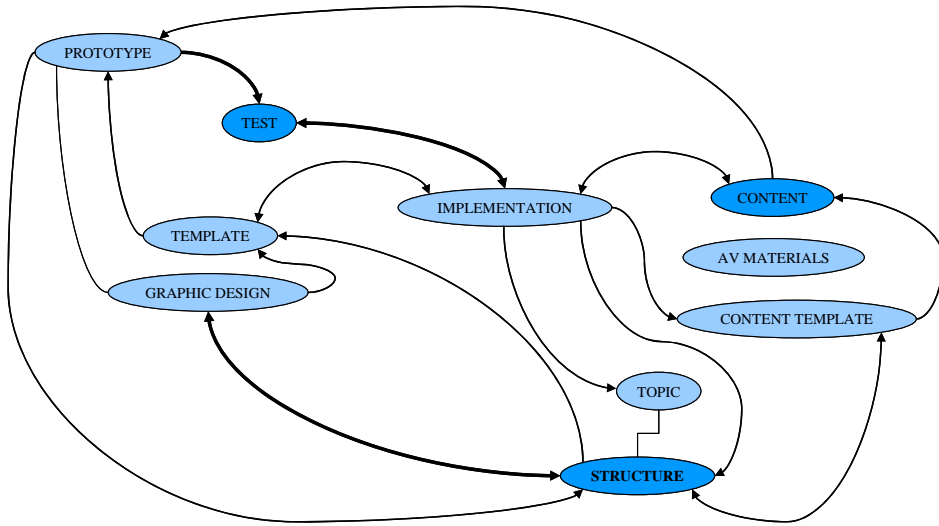 PROTOTYPE
TEST
CONTENT
IMPLEMENTATION
TEMPLATE
AV MATERIALS
GRAPHIC DESIGN
CONTENT TEMPLATE
TOPIC
STRUCTURE